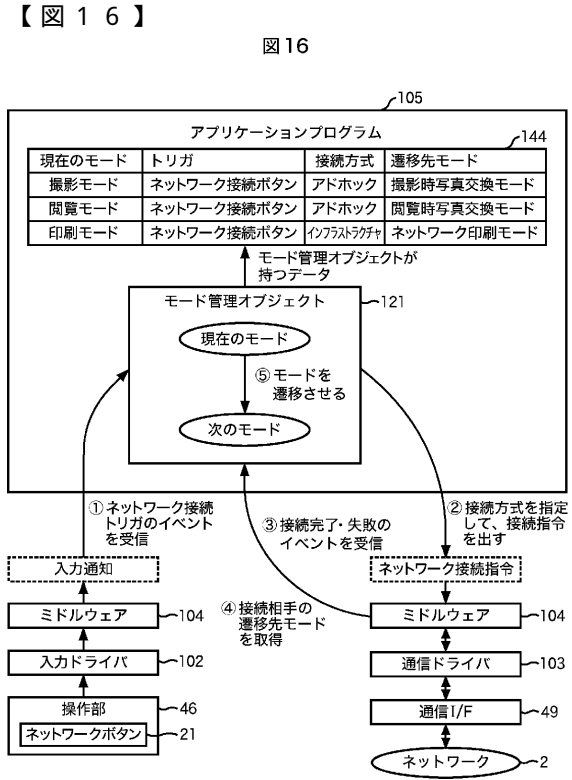 【図１６】
図16
105
アプリケーションプログラム
144
現在のモード トリガ 接続方式 遷移先モード
撮影モード ネットワーク接続ボタン アドホック 撮影時写真交換モード
閲覧モード ネットワーク接続ボタン アドホック 閲覧時写真交換モード
印刷モード ネットワーク接続ボタン インフラストラクチャ ネットワーク印刷モード
モード管理オブジェクトが
持つデータ
モード管理オブジェクト
121
現在のモード
⑤モードを
遷移させる
次のモード
①ネットワーク接続
トリガのイベント
を受信
②接続方式を指定
して、接続指令
を出す
③接続完了・失敗の
イベントを受信
④接続相手の
遷移先モード
を取得
入力通知
ミドルウェア
104
入力ドライバ
102
操作部
46
ネットワークボタン
21
ネットワーク接続指令
ミドルウェア
104
通信ドライバ
103
通信I/F
49
ネットワーク
2